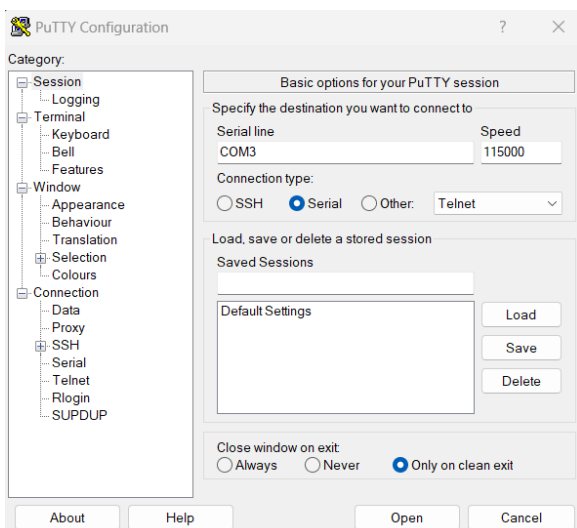 PuTTY Configuration
?
Category:
Session
Logging
Terminal
Keyboard
Bell
Features
Window
Appearance
Behaviour
Translation
Selection
Colours
Connection
Data
Proxy
SSH
Serial
Telnet
Rlogin
SUPDUP
Basic options for your PuTTY session
Specify the destination you want to connect to
Serial line Speed
COM3 115000
Connection type:
SSH Serial Other: Telnet
Load, save or delete a stored session
Saved Sessions
Default Settings
Load
Save
Delete
Close window on exit:
Always Never Only on clean exit
About Help Open Cancel